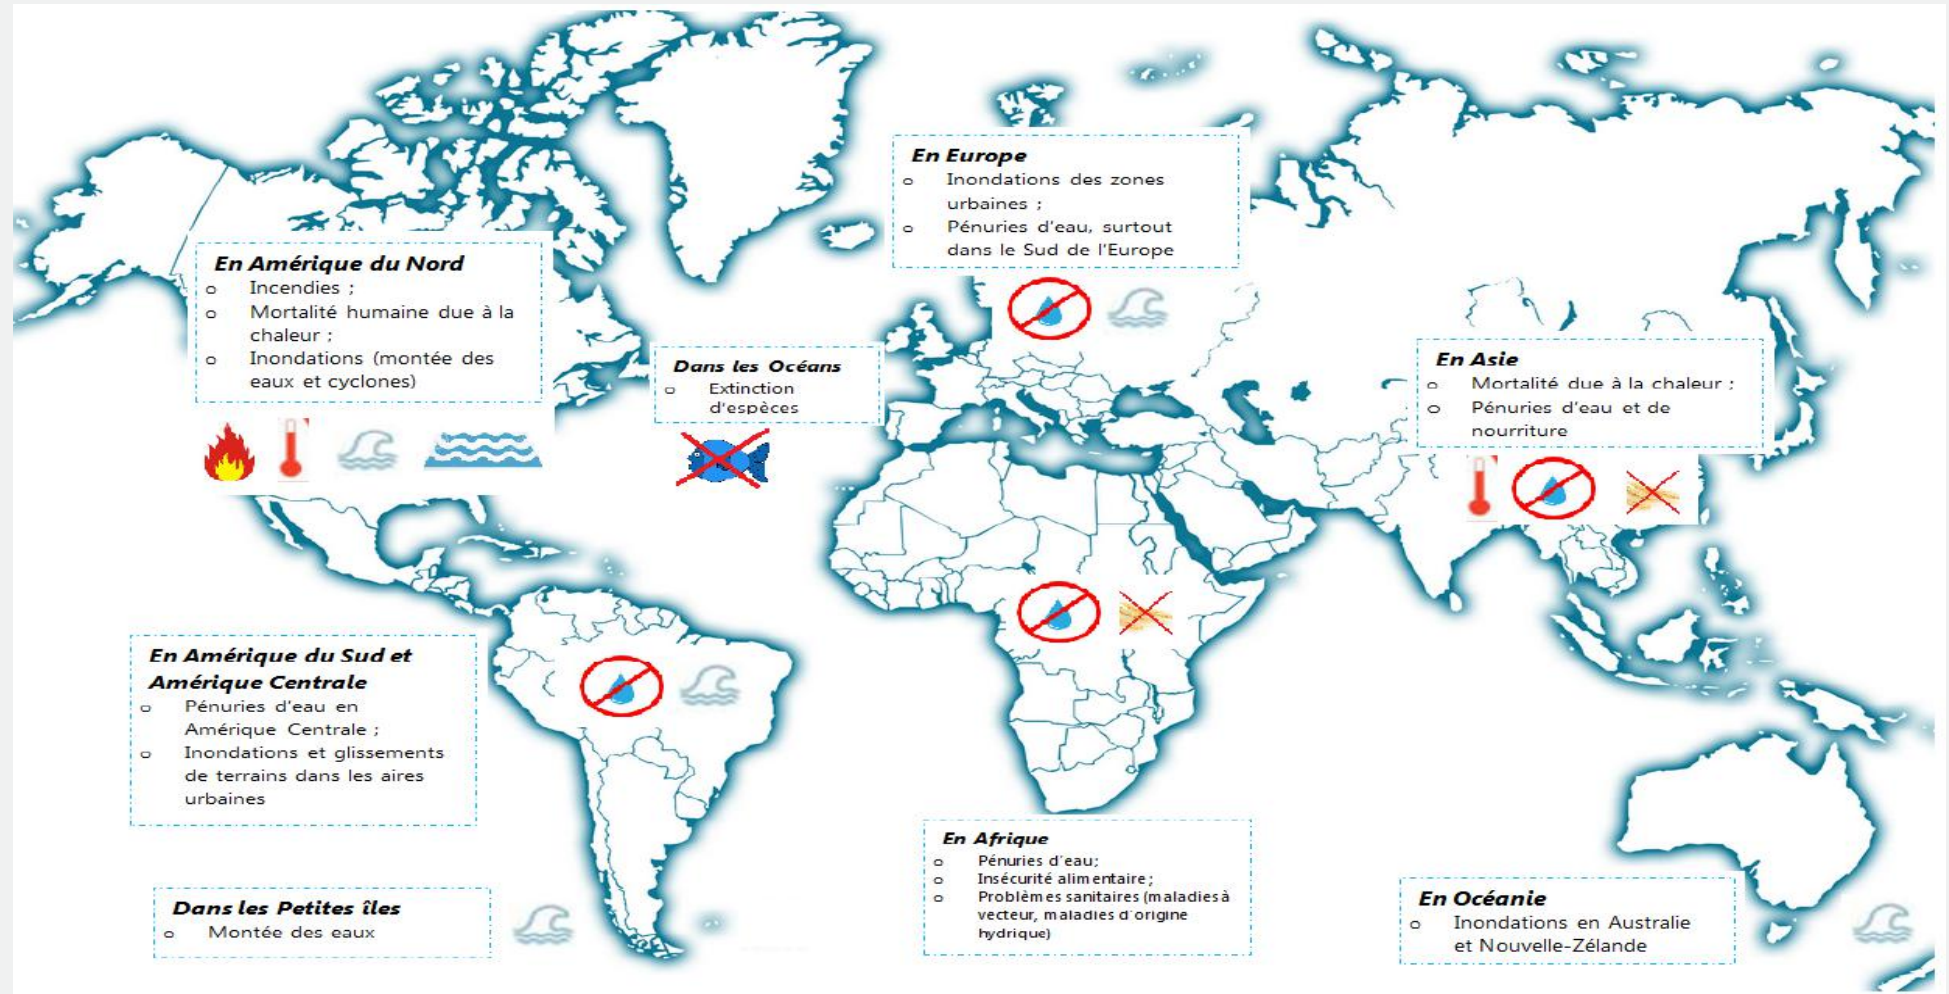 En Europe
o Inondations des zones
urbaines ;
o Pénuries d'eau, surtout
dans le Sud de l'Europe
En Amérique du Nord
o Incendies ;
o Mortalité humaine due à la
chaleur ;
o Inondations (montée des
eaux et cyclones)
Dans les Océans
o Extinction
d'espèces
En Asie
o Mortalité due à la chaleur ;
o Pénuries d'eau et de
nourriture
En Amérique du Sud et
Amérique Centrale
o Pénuries d'eau en
Amérique Centrale ;
o Inondations et glissements
de terrains dans les aires
urbaines
En Afrique
o Pénuries d'eau;
o Insécurité alimentaire;
o Problèmes sanitaires (maladies à
vecteur, maladies d'origine
hydrique)
Dans les Petites îles
o Montée des eaux
En Océanie
o Inondations en Australie
et Nouvelle-Zélande